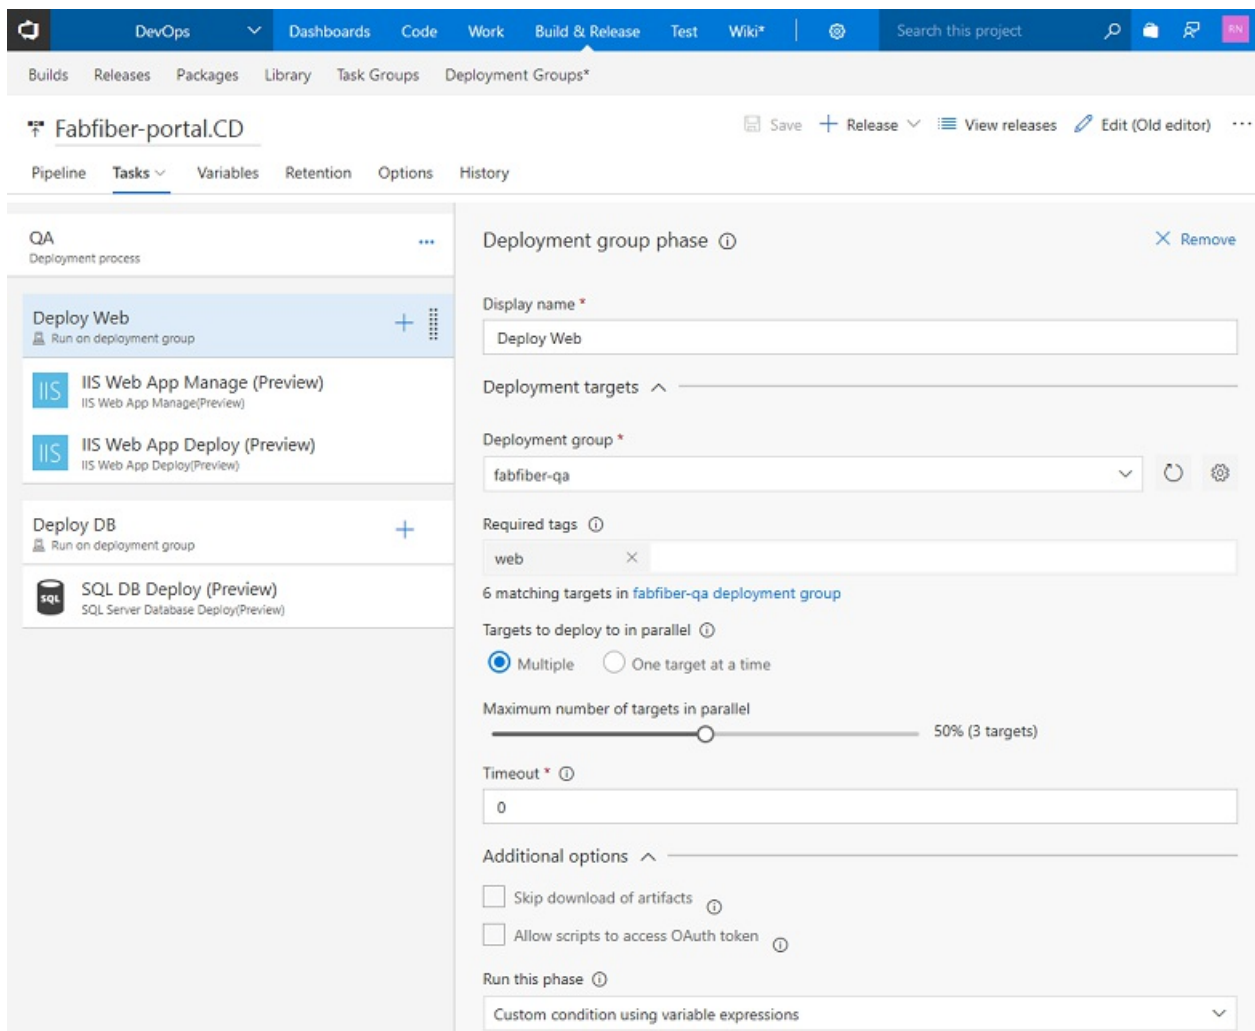 DevOps Dashboards Code Work Build & Release Test Wiki* Search this project RN
Builds Releases Packages Library Task Groups Deployment Groups*
Fabfiber-portal.CD Save Release View releases Edit (Old editor) ...
Pipeline Tasks Variables Retention Options History
QA
Deployment process
Deploy Web
Run on deployment group
IIS
IIS Web App Manage (Preview)
IIS Web App Manage(Preview)
IIS
IIS Web App Deploy (Preview)
IIS Web App Deploy(Preview)
Deploy DB
Run on deployment group
SQL
SQL DB Deploy (Preview)
SQL Server Database Deploy(Preview)
Deployment group phase Remove
Display name *
Deploy Web
Deployment targets
Deployment group *
fabfiber-qa
Required tags
web
6 matching targets in fabfiber-qa deployment group
Targets to deploy to in parallel
Multiple One target at a time
Maximum number of targets in parallel
50% (3 targets)
Timeout *
0
Additional options
Skip download of artifacts
Allow scripts to access OAuth token
Run this phase
Custom condition using variable expressions